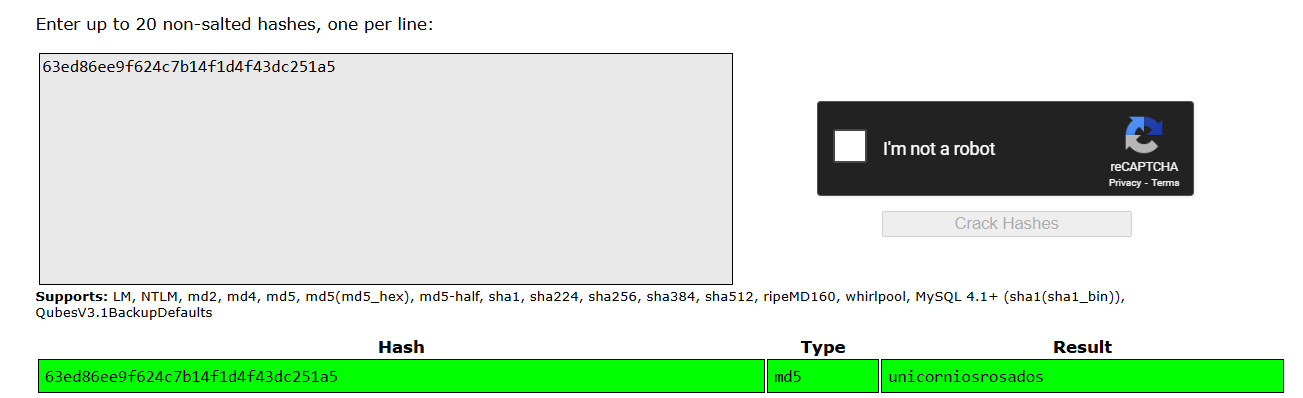 Enter up to 20 non-salted hashes, one per line:
63ed86ee9f624c7b14f1d4f43dc251a5
I'm not a robot
reCAPTCHA
Privacy - Terms
Crack Hashes
Supports: LM, NTLM, md2, md4, md5, md5(md5_hex), md5-half, sha1, sha224, sha256, sha384, sha512, ripeMD160, whirlpool, MySQL 4.1+ (sha1(sha1_bin)),
QubesV3.1BackupDefaults
Hash Type Result
63ed86ee9f624c7b14f1d4f43dc251a5 md5 unicorniosrosados